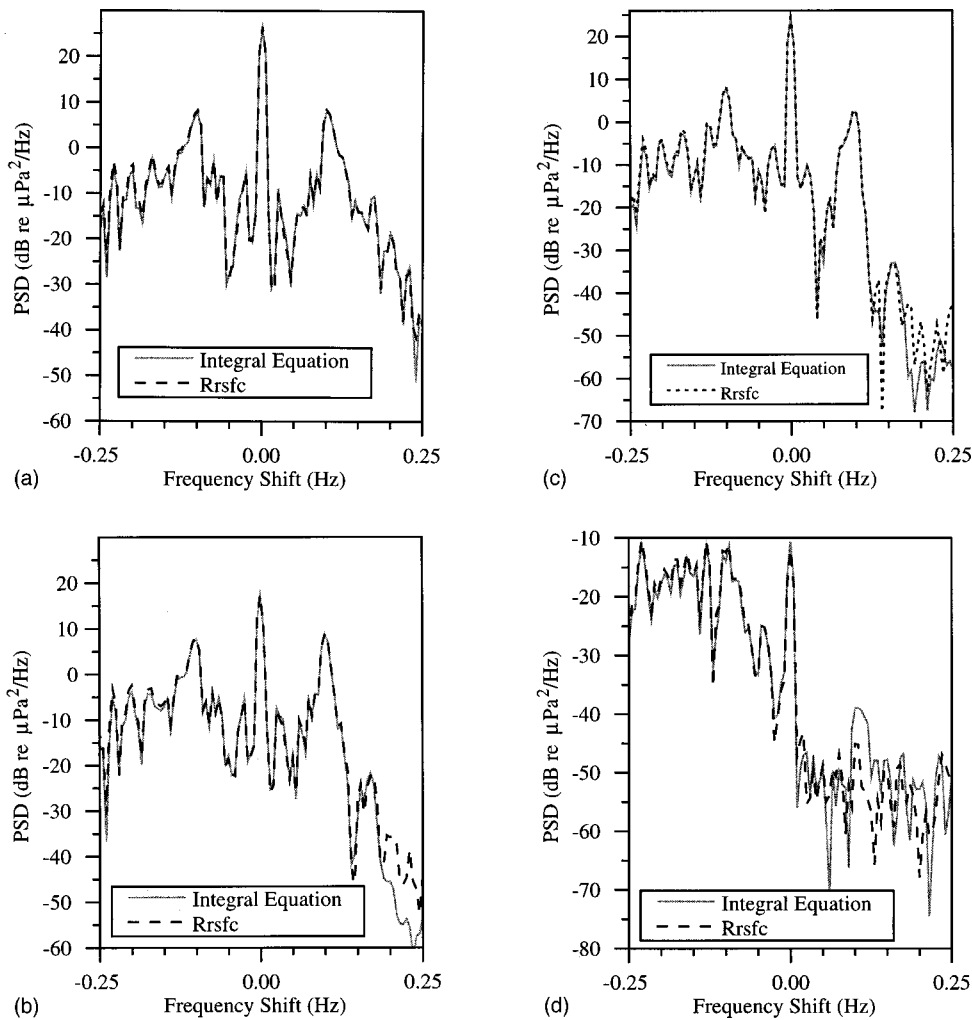 20
10
0
-10
-20
-30
-40
-50
-60
PSD (dB re μPa²/Hz)
Integral Equation
Rrsfc
-0.25
0.00
0.25
Frequency Shift (Hz)
(a)
20
10
0
-10
-20
-30
-40
-50
-60
-70
PSD (dB re μPa²/Hz)
Integral Equation
Rrsfc
-0.25
0.00
0.25
Frequency Shift (Hz)
(c)
20
10
0
-10
-20
-30
-40
-50
-60
PSD (dB re μPa²/Hz)
Integral Equation
Rrsfc
-0.25
0.00
0.25
Frequency Shift (Hz)
(b)
-10
-20
-30
-40
-50
-60
-70
-80
PSD (dB re μPa²/Hz)
Integral Equation
Rrsfc
-0.25
0.00
0.25
Frequency Shift (Hz)
(d)